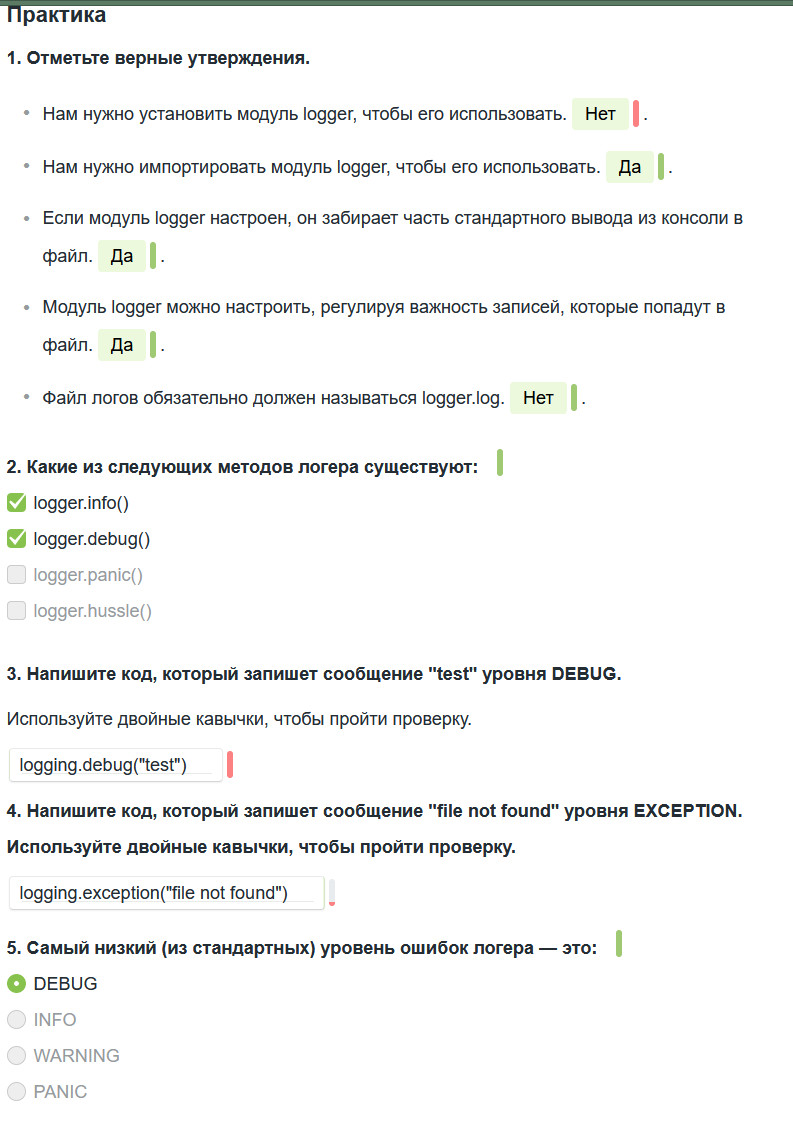 Практика
1. Отметьте верные утверждения.
• Нам нужно установить модуль logger, чтобы его использовать. Нет .
• Нам нужно импортировать модуль logger, чтобы его использовать. Да .
• Если модуль logger настроен, он забирает часть стандартного вывода из консоли в
файл. Да .
• Модуль logger можно настроить, регулируя важность записей, которые попадут в
файл. Да .
• Файл логов обязательно должен называться logger.log. Нет .
2. Какие из следующих методов логера существуют:
logger.info()
logger.debug()
logger.panic()
logger.hussle()
3. Напишите код, который запишет сообщение "test" уровня DEBUG.
Используйте двойные кавычки, чтобы пройти проверку.
logging.debug("test")
4. Напишите код, который запишет сообщение "file not found" уровня EXCEPTION.
Используйте двойные кавычки, чтобы пройти проверку.
logging.exception("file not found")
5. Самый низкий (из стандартных) уровень ошибок логера — это:
DEBUG
INFO
WARNING
PANIC